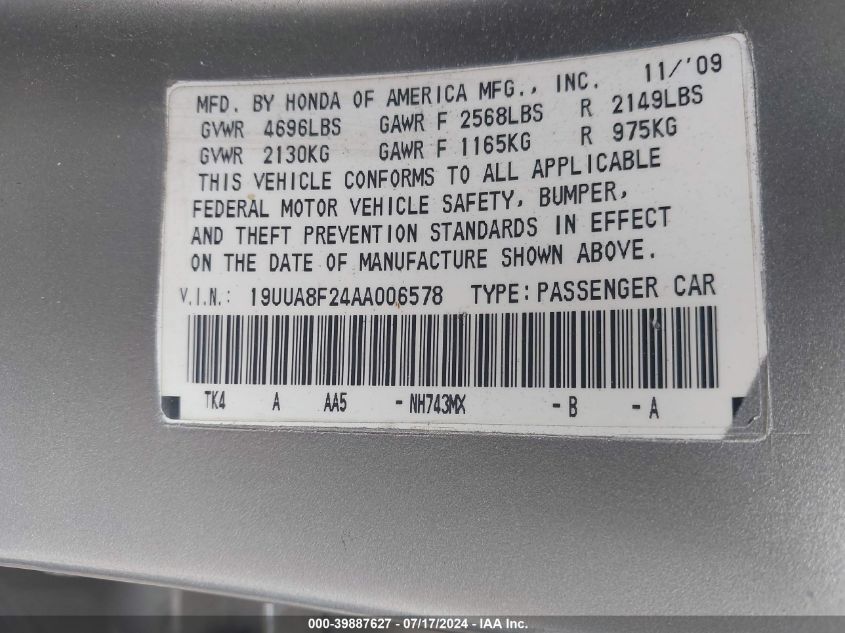 MFD. BY HONDA OF AMERICA MFG., INC. 11/'09
GVWR 4696LBS GAWR F 2568LBS R 2149LBS
GVWR 2130KG GAWR F 1165KG R 975KG
THIS VEHICLE CONFORMS TO ALL APPLICABLE
FEDERAL MOTOR VEHICLE SAFETY, BUMPER,
AND THEFT PREVENTION STANDARDS IN EFFECT
ON THE DATE OF MANUFACTURE SHOWN ABOVE.
V.I.N.: 19UUA8F24AA006578 TYPE: PASSENGER CAR
TK4 A AA5 - NH743MX - B - A
000-39887627 - 07/17/2024 - IAA Inc.